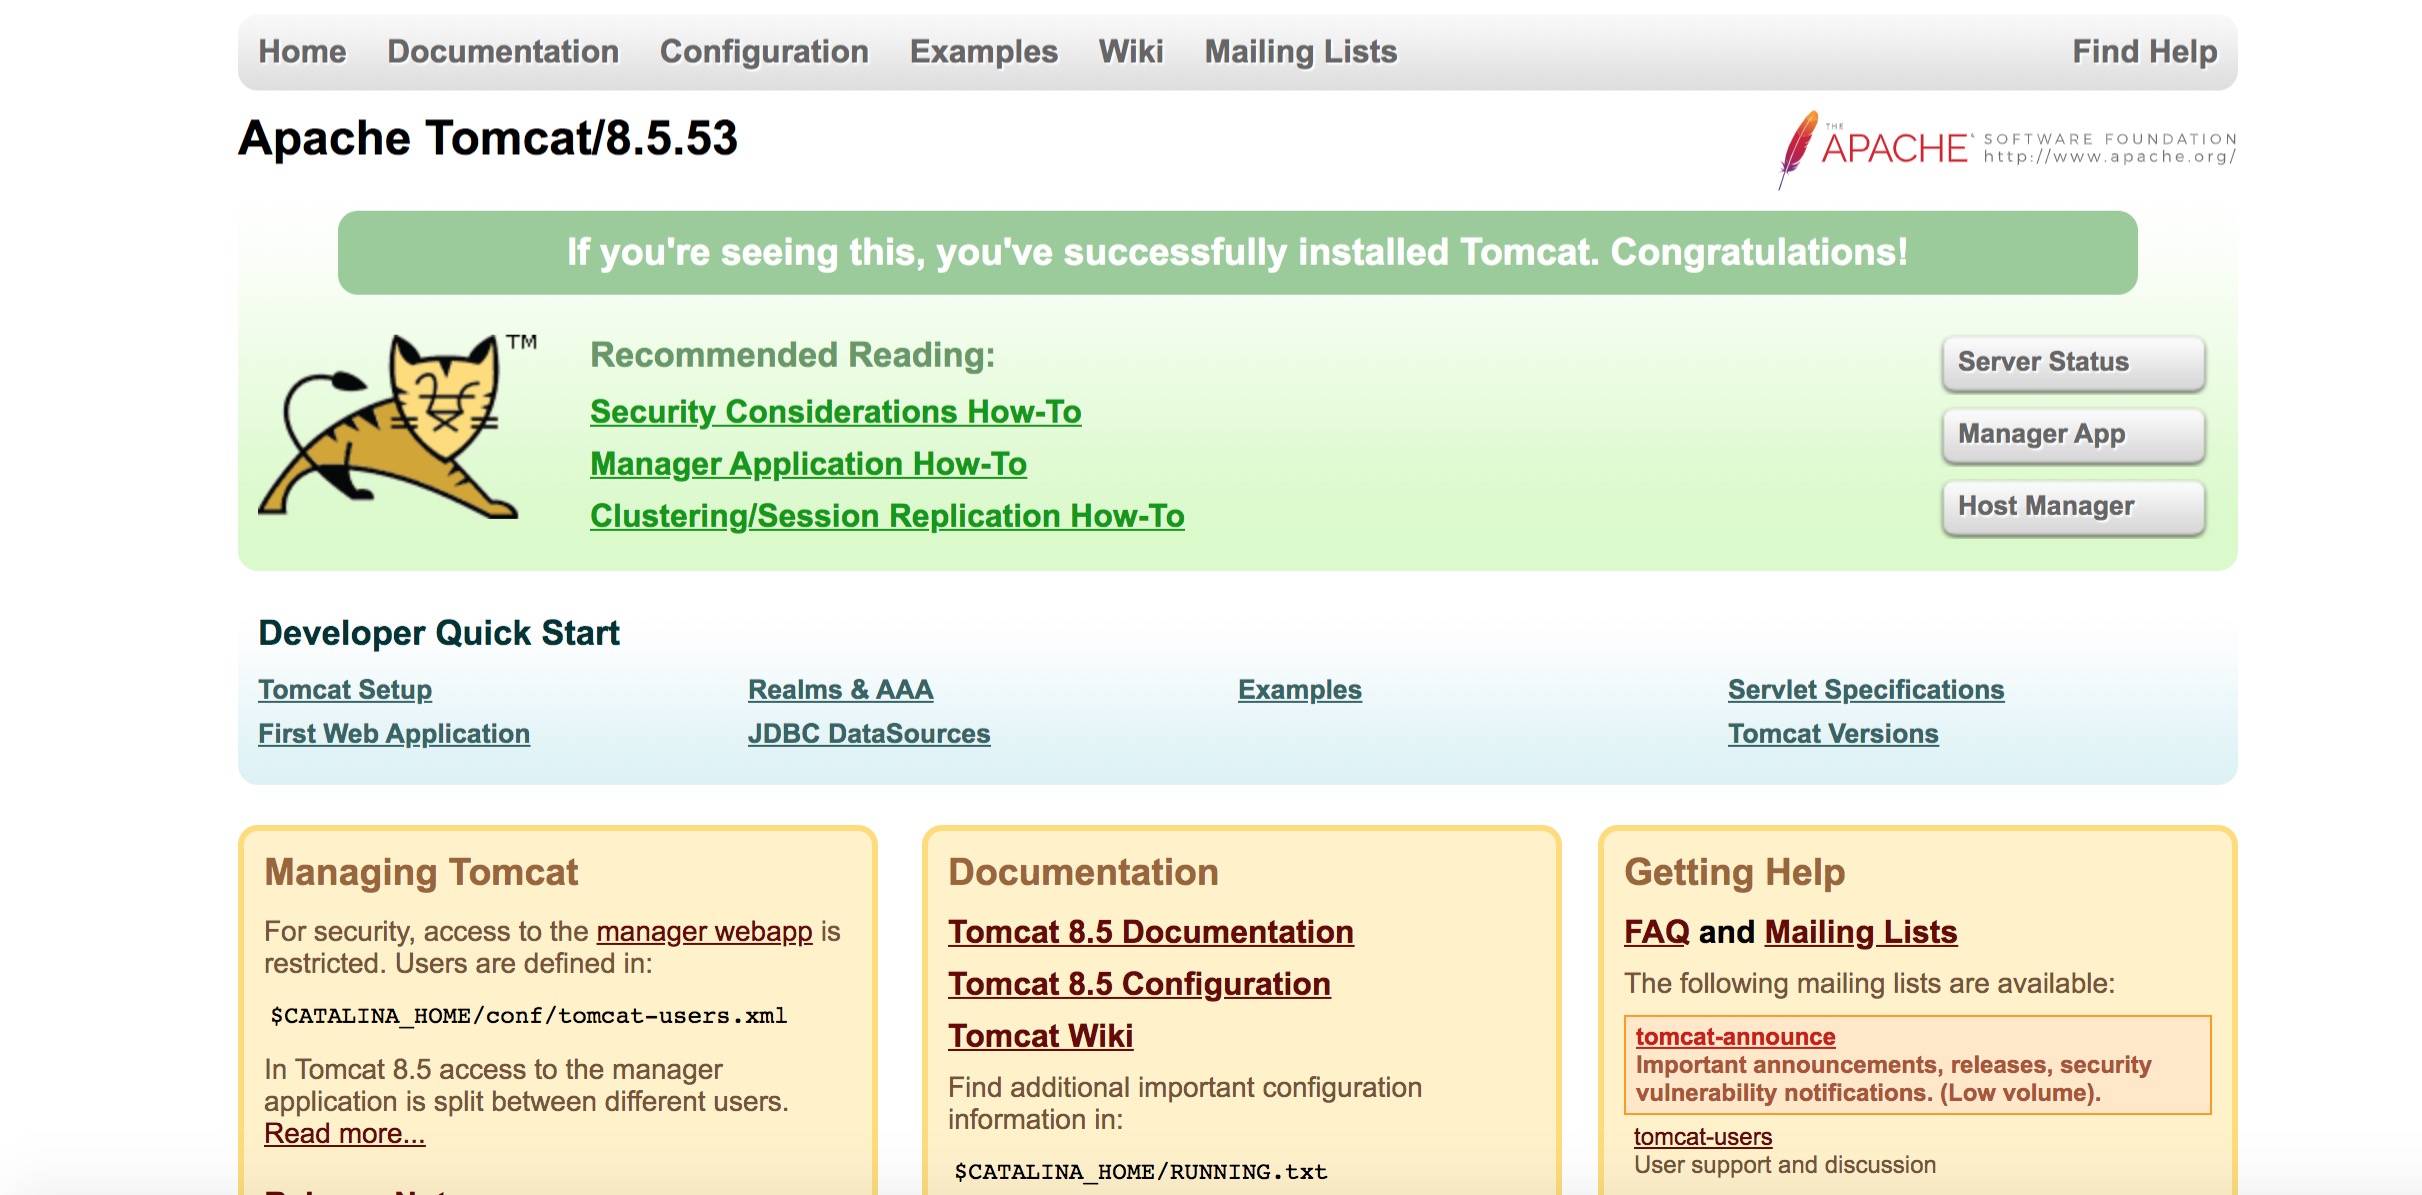 Home Documentation Configuration Examples Wiki Mailing Lists Find Help
Apache Tomcat/8.5.53
THE APACHE SOFTWARE FOUNDATION
http://www.apache.org/
If you're seeing this, you've successfully installed Tomcat. Congratulations!
TM
Recommended Reading:
Security Considerations How-To
Manager Application How-To
Clustering/Session Replication How-To
Server Status
Manager App
Host Manager
Developer Quick Start
Tomcat Setup
First Web Application
Realms & AAA
JDBC DataSources
Examples
Servlet Specifications
Tomcat Versions
Managing Tomcat
For security, access to the manager webapp is
restricted. Users are defined in:
$CATALINA_HOME/conf/tomcat-users.xml
In Tomcat 8.5 access to the manager
application is split between different users.
Read more...
Documentation
Tomcat 8.5 Documentation
Tomcat 8.5 Configuration
Tomcat Wiki
Find additional important configuration
information in:
$CATALINA_HOME/RUNNING.txt
Getting Help
FAQ and Mailing Lists
The following mailing lists are available:
tomcat-announce
Important announcements, releases, security
vulnerability notifications. (Low volume).
tomcat-users
User support and discussion